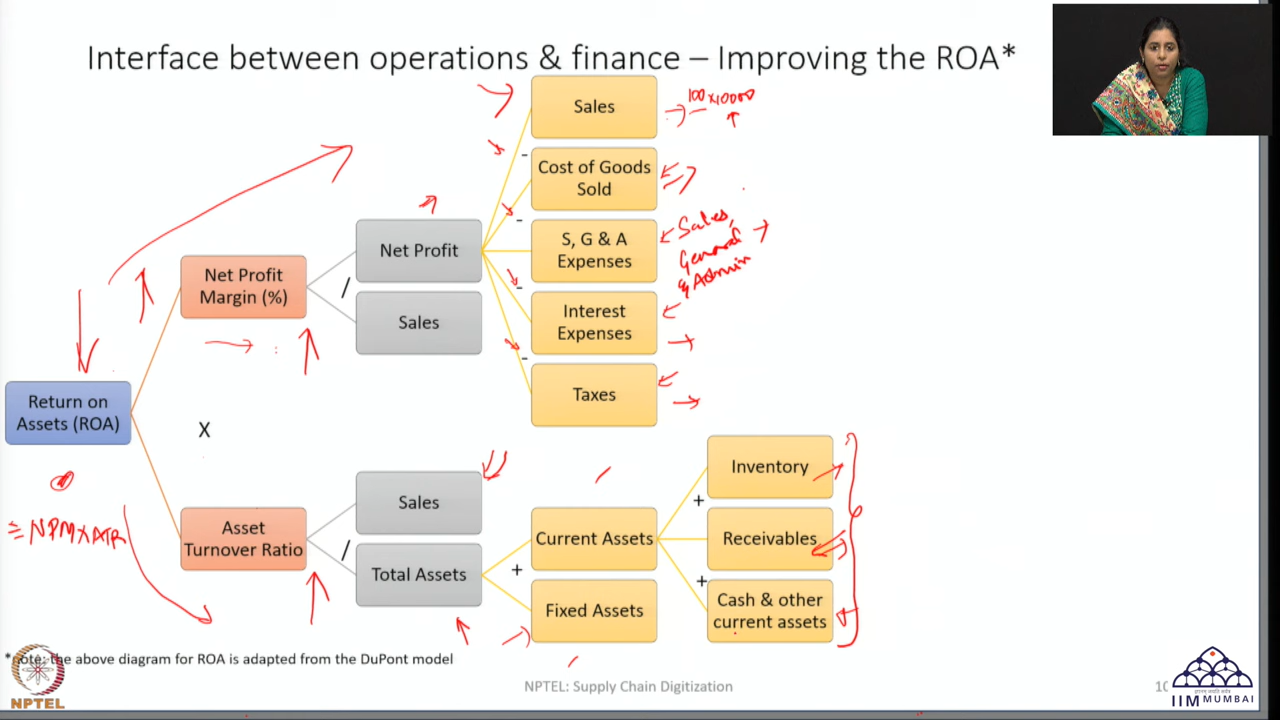 Interface between operations & finance – Improving the ROA*
Sales
100 x 10000
-
Cost of Goods
Sold
-
S, G & A
Expenses
Sales,
General
& Admin
-
Interest
Expenses
-
Taxes
Net Profit
/
Sales
Net Profit
Margin (%)
Return on
Assets (ROA)
X
= NPM x ATR
Asset
Turnover Ratio
Sales
/
Total Assets
Current Assets
+
Fixed Assets
Inventory
+
Receivables
+
Cash & other
current assets
*note: the above diagram for ROA is adapted from the DuPont model
NPTEL
NPTEL: Supply Chain Digitization
10
IIM MUMBAI